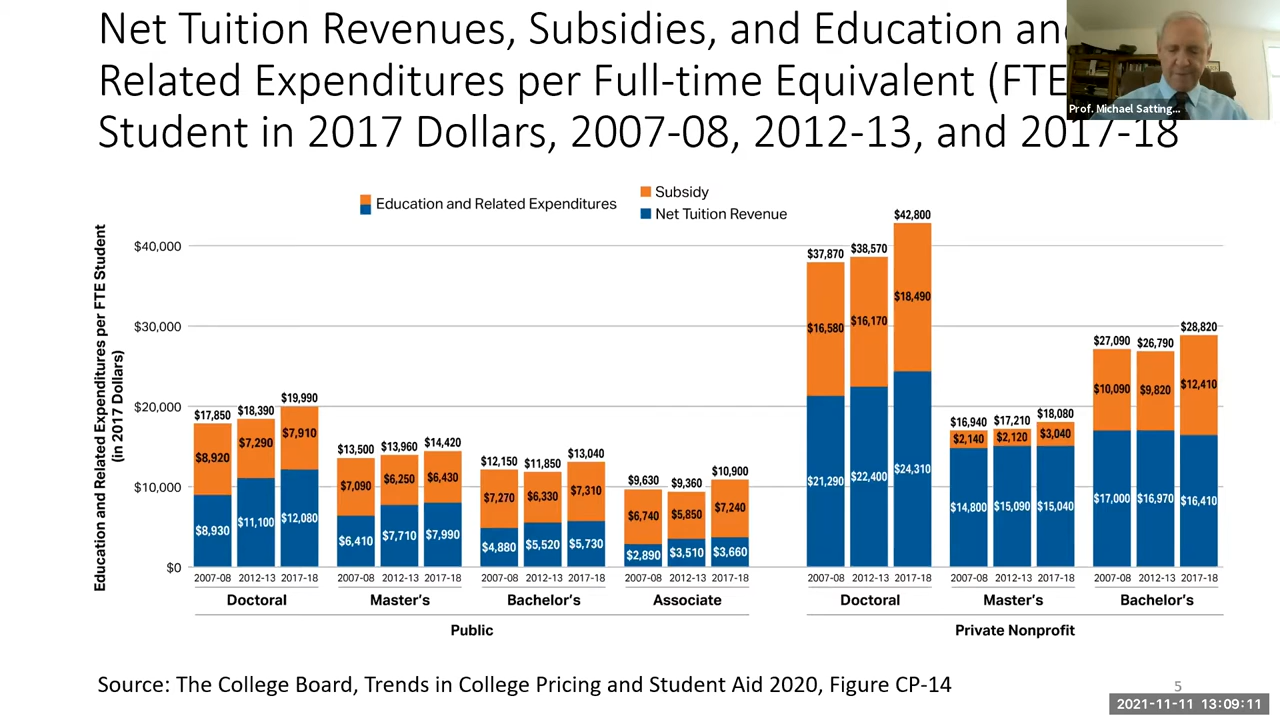 Net Tuition Revenues, Subsidies, and Education an
Related Expenditures per Full-time Equivalent (FTE
Student in 2017 Dollars, 2007-08, 2012-13, and 2017-18
Prof. Michael Satting...
Education and Related Expenditures
Subsidy
Net Tuition Revenue
Education and Related Expenditures per FTE Student
(in 2017 Dollars)
$40,000
$30,000
$20,000
$10,000
$0
$17,850 $18,390 $19,990
$8,920 $7,290 $7,910
$8,930 $11,100 $12,080
$13,500 $13,960 $14,420
$7,090 $6,250 $6,430
$6,410 $7,710 $7,990
$12,150 $11,850 $13,040
$7,270 $6,330 $7,310
$4,880 $5,520 $5,730
$9,630 $9,360 $10,900
$6,740 $5,850 $7,240
$2,890 $3,510 $3,660
$37,870 $38,570 $42,800
$16,580 $16,170 $18,490
$21,290 $22,400 $24,310
$16,940 $17,210 $18,080
$2,140 $2,120 $3,040
$14,800 $15,090 $15,040
$27,090 $26,790 $28,820
$10,090 $9,820 $12,410
$17,000 $16,970 $16,410
2007-08 2012-13 2017-18 2007-08 2012-13 2017-18 2007-08 2012-13 2017-18 2007-08 2012-13 2017-18 2007-08 2012-13 2017-18 2007-08 2012-13 2017-18 2007-08 2012-13 2017-18
Doctoral Master's Bachelor's Associate Doctoral Master's Bachelor's
Public Private Nonprofit
Source: The College Board, Trends in College Pricing and Student Aid 2020, Figure CP-14
5
2021-11-11 13:09:11